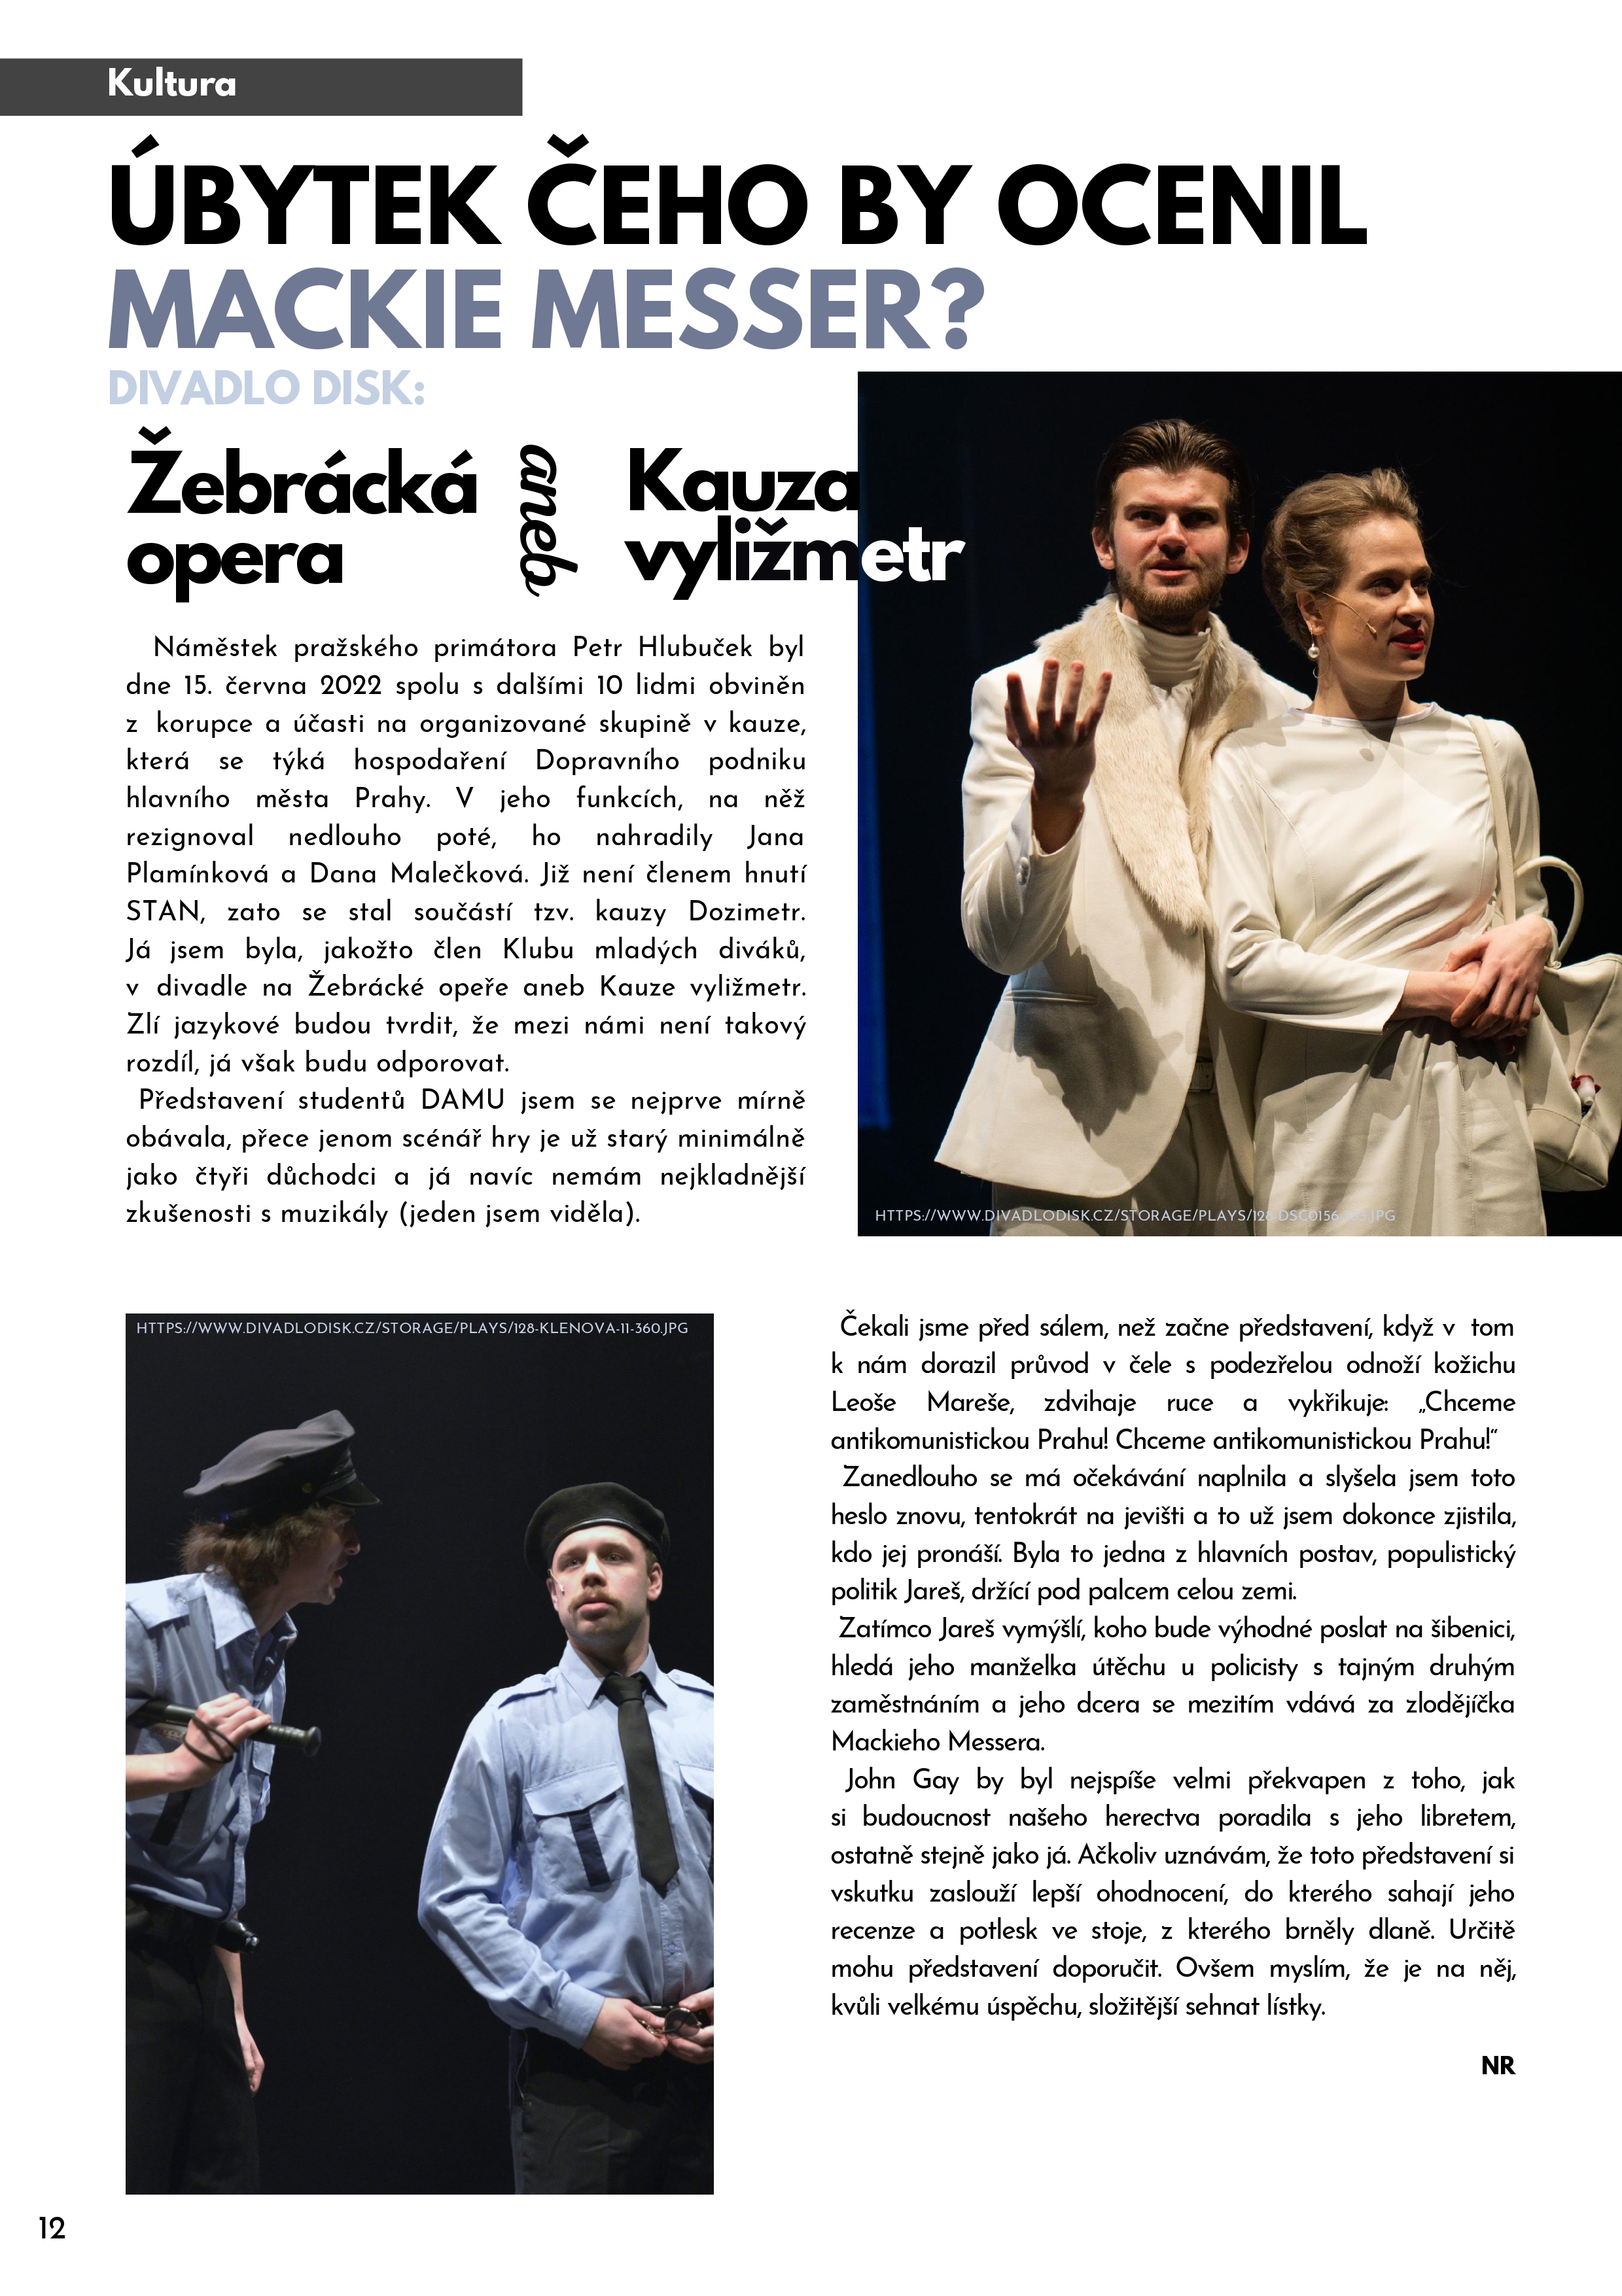 Kultura
ÚBYTEK ČEHO BY OCENIL
MACKIE MESSER?
DIVADLO DISK:
Žebrácká
opera
aneb
Kauza
vyližmetr
Náměstek pražského primátora Petr Hlubuček byl
dne 15. června 2022 spolu s dalšími 10 lidmi obviněn
z korupce a účasti na organizované skupině v kauze,
která se týká hospodaření Dopravního podniku
hlavního města Prahy. V jeho funkcích, na něž
rezignoval nedlouho poté, ho nahradily Jana
Plamínková a Dana Malečková. Již není členem hnutí
STAN, zato se stal součástí tzv. kauzy Dozimetr.
Já jsem byla, jakožto člen Klubu mladých diváků,
v divadle na Žebrácké opeře aneb Kauze vyližmetr.
Zlí jazykové budou tvrdit, že mezi námi není takový
rozdíl, já však budu odporovat.
Představení studentů DAMU jsem se nejprve mírně
obávala, přece jenom scénář hry je už starý minimálně
jako čtyři důchodci a já navíc nemám nejkladnější
zkušenosti s muzikály (jeden jsem viděla).
HTTPS://WWW.DIVADLODISK.CZ/STORAGE/PLAYS/128-DSC0156
HTTPS://WWW.DIVADLODISK.CZ/STORAGE/PLAYS/128-KLENOVA-11-360.JPG
Čekali jsme před sálem, než začne představení, když v tom
k nám dorazil průvod v čele s podezřelou odnoží kožichu
Leoše Mareše, zdvihaje ruce a vykřikuje: „Chceme
antikomunistickou Prahu! Chceme antikomunistickou Prahu!“
Zanedlouho se má očekávání naplnila a slyšela jsem toto
heslo znovu, tentokrát na jevišti a to už jsem dokonce zjistila,
kdo jej pronáší. Byla to jedna z hlavních postav, populistický
politik Jareš, držící pod palcem celou zemi.
Zatímco Jareš vymýšlí, koho bude výhodné poslat na šibenici,
hledá jeho manželka útěchu u policisty s tajným druhým
zaměstnáním a jeho dcera se mezitím vdává za zlodějíčka
Mackieho Messera.
John Gay by byl nejspíše velmi překvapen z toho, jak
si budoucnost našeho herectva poradila s jeho libretem,
ostatně stejně jako já. Ačkoliv uznávám, že toto představení si
vskutku zaslouží lepší ohodnocení, do kterého sahají jeho
recenze a potlesk ve stoje, z kterého brněly dlaně. Určitě
mohu představení doporučit. Ovšem myslím, že je na něj,
kvůli velkému úspěchu, složitější sehnat lístky.
NR
12